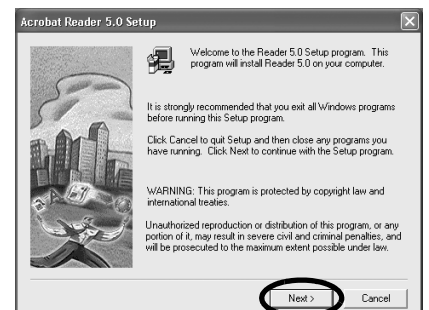 Acrobat Reader 5.0 Setup
Welcome to the Reader 5.0 Setup program. This
program will install Reader 5.0 on your computer.
It is strongly recommended that you exit all Windows programs
before running this Setup program.
Click Cancel to quit Setup and then close any programs you
have running. Click Next to continue with the Setup program.
WARNING: This program is protected by copyright law and
international treaties.
Unauthorized reproduction or distribution of this program, or any
portion of it, may result in severe civil and criminal penalties, and
will be prosecuted to the maximum extent possible under law.
Next > Cancel